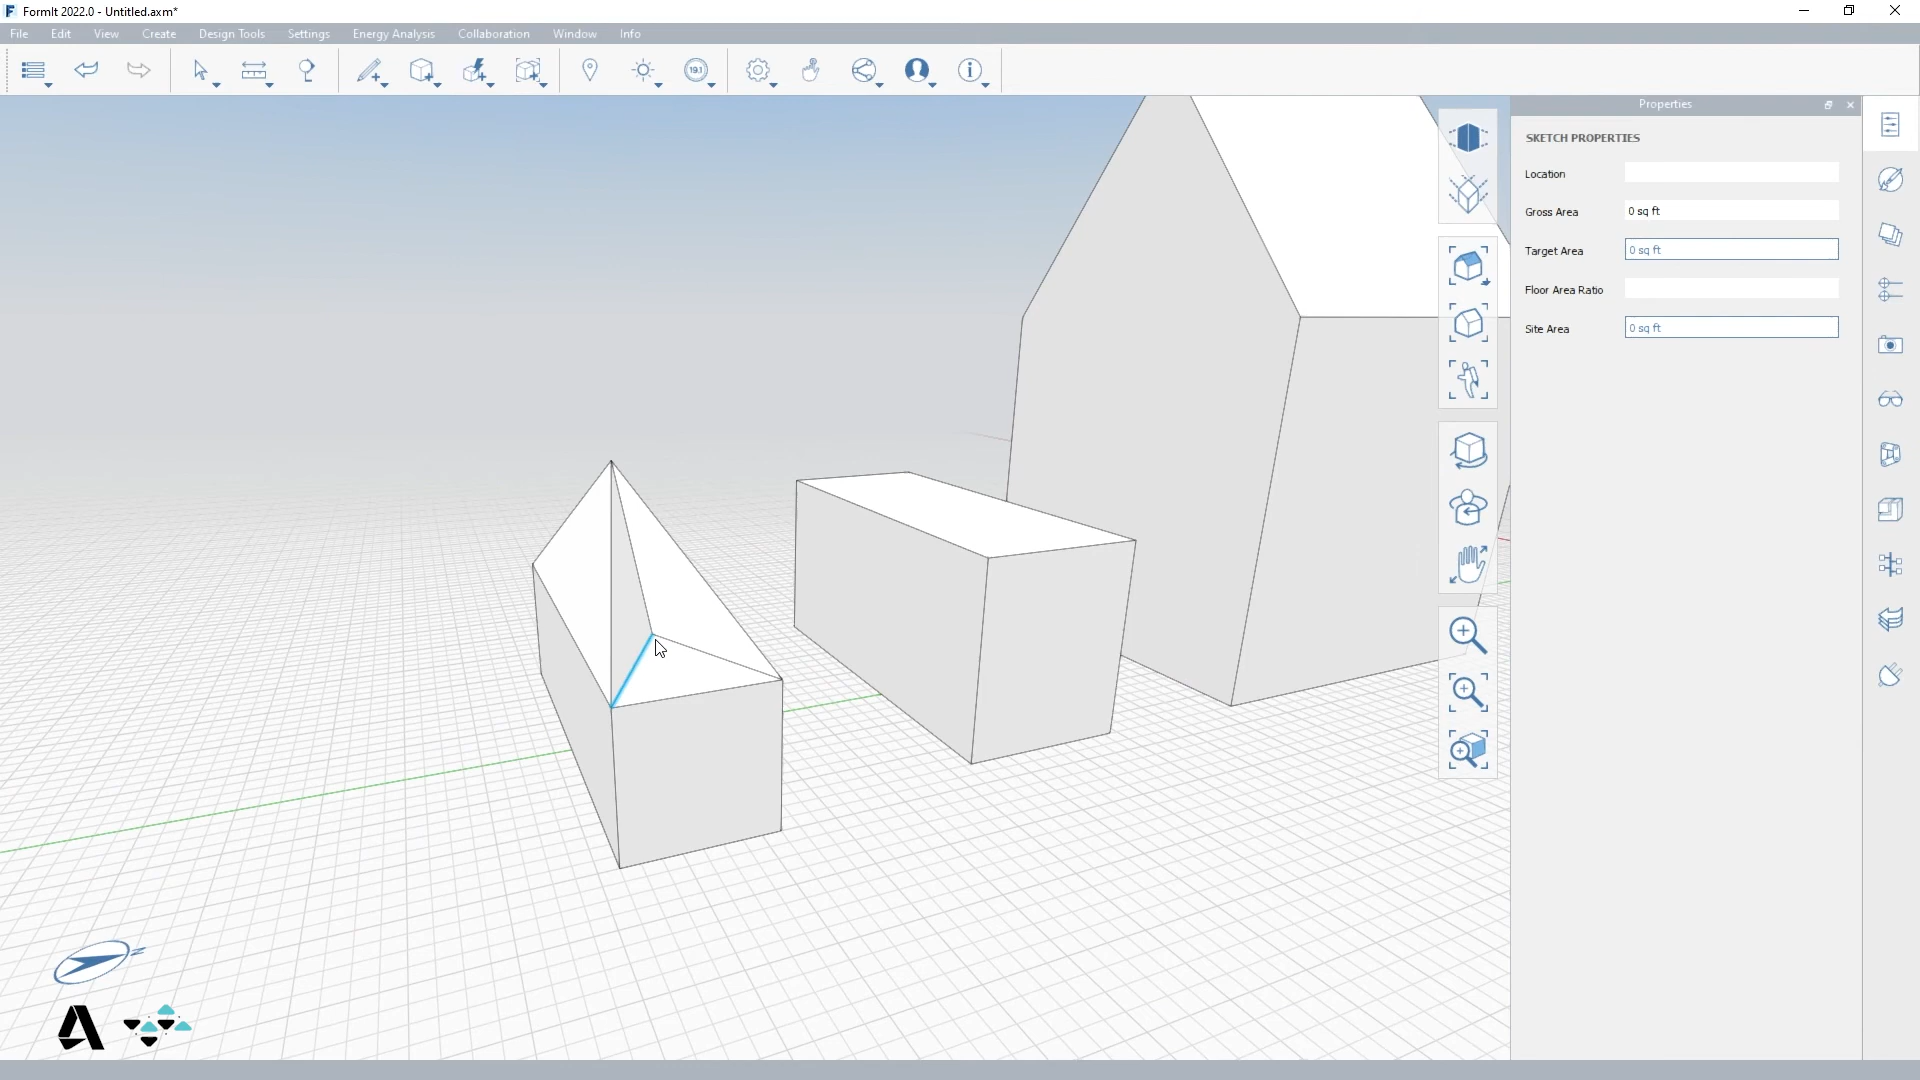 FormIt 2022.0 - Untitled.axm*
File Edit View Create Design Tools Settings Energy Analysis Collaboration Window Info
19.1
Properties
SKETCH PROPERTIES
Location
Gross Area 0 sq ft
Target Area 0 sq ft
Floor Area Ratio
Site Area 0 sq ft